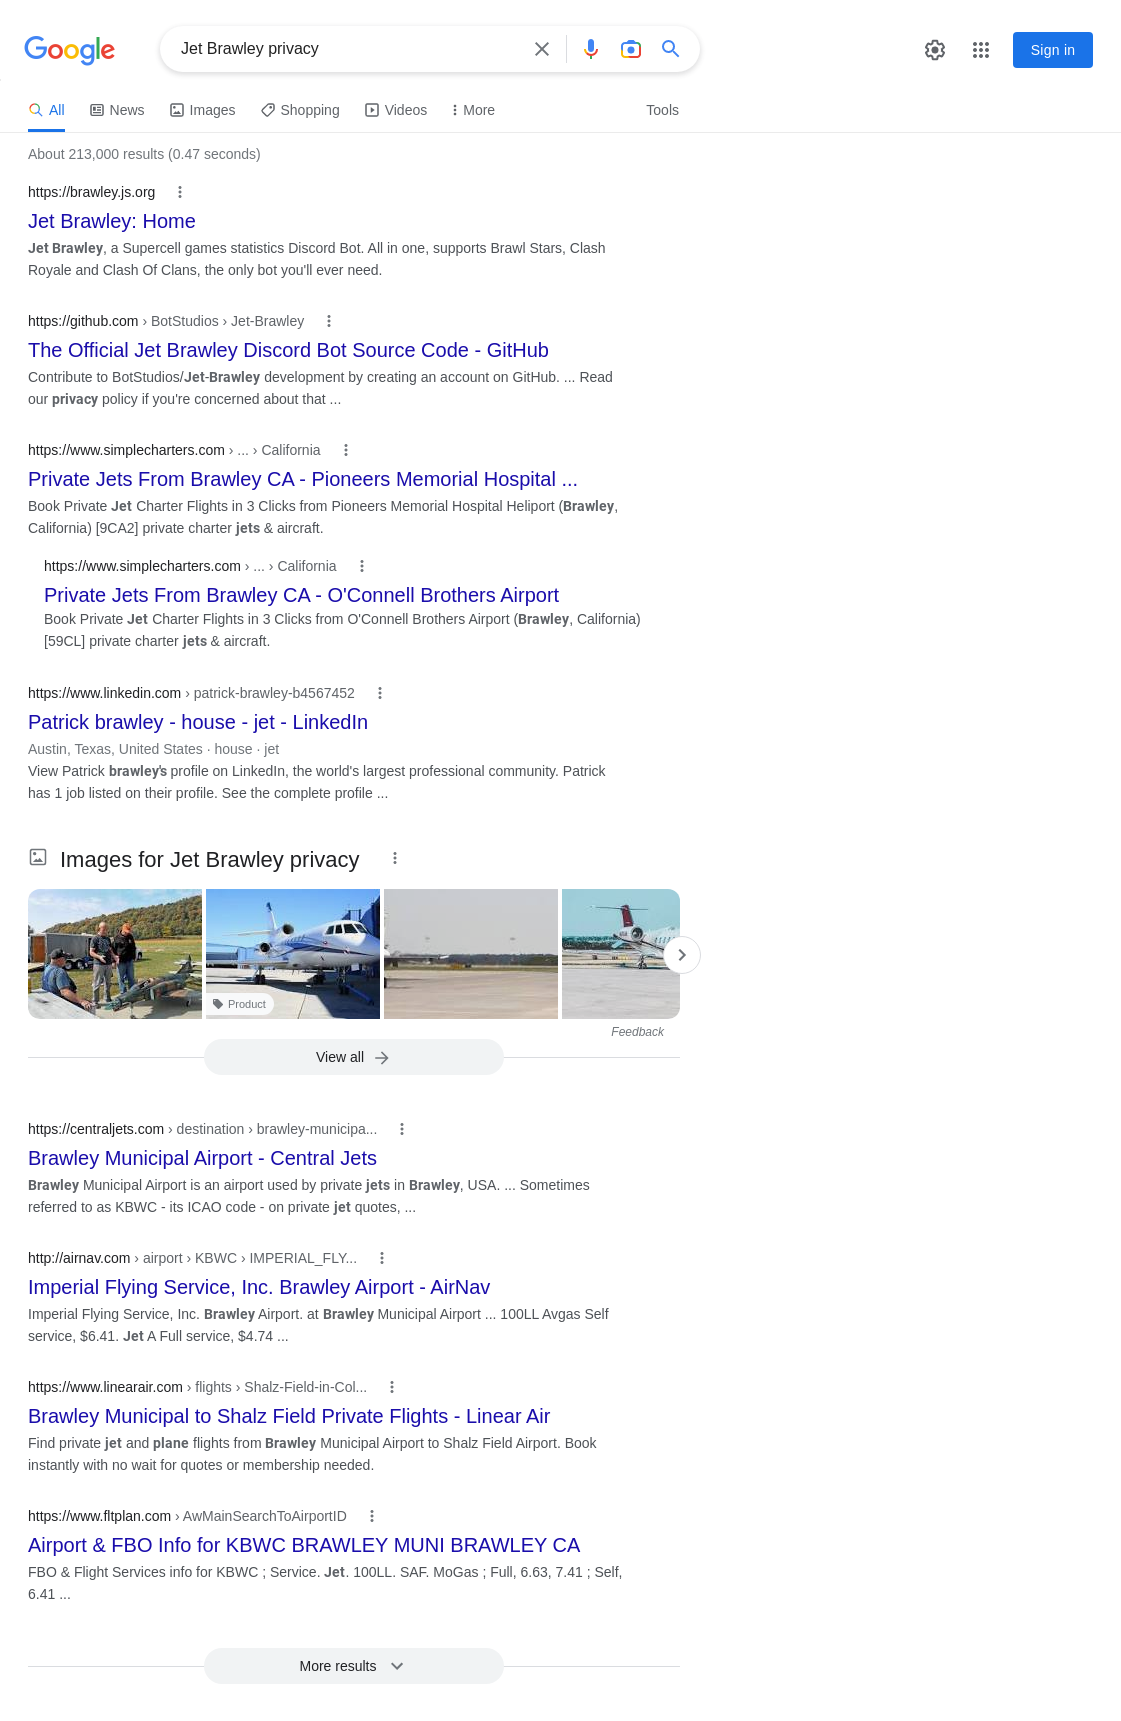 Google
Jet Brawley privacy
Sign in
All
News
Images
Shopping
Videos
More
Tools
About 213,000 results (0.47 seconds)
https://brawley.js.org
Jet Brawley: Home
Jet Brawley, a Supercell games statistics Discord Bot. All in one, supports Brawl Stars, Clash
Royale and Clash Of Clans, the only bot you'll ever need.
https://github.com › BotStudios › Jet-Brawley
The Official Jet Brawley Discord Bot Source Code - GitHub
Contribute to BotStudios/Jet-Brawley development by creating an account on GitHub. ... Read
our privacy policy if you're concerned about that ...
https://www.simplecharters.com › ... › California
Private Jets From Brawley CA - Pioneers Memorial Hospital ...
Book Private Jet Charter Flights in 3 Clicks from Pioneers Memorial Hospital Heliport (Brawley,
California) [9CA2] private charter jets & aircraft.
https://www.simplecharters.com › ... › California
Private Jets From Brawley CA - O'Connell Brothers Airport
Book Private Jet Charter Flights in 3 Clicks from O'Connell Brothers Airport (Brawley, California)
[59CL] private charter jets & aircraft.
https://www.linkedin.com › patrick-brawley-b4567452
Patrick brawley - house - jet - LinkedIn
Austin, Texas, United States · house · jet
View Patrick brawley's profile on LinkedIn, the world's largest professional community. Patrick
has 1 job listed on their profile. See the complete profile ...
Images for Jet Brawley privacy
Product
Feedback
View all
https://centraljets.com › destination › brawley-municipa...
Brawley Municipal Airport - Central Jets
Brawley Municipal Airport is an airport used by private jets in Brawley, USA. ... Sometimes
referred to as KBWC - its ICAO code - on private jet quotes, ...
http://airnav.com › airport › KBWC › IMPERIAL_FLY...
Imperial Flying Service, Inc. Brawley Airport - AirNav
Imperial Flying Service, Inc. Brawley Airport. at Brawley Municipal Airport ... 100LL Avgas Self
service, $6.41. Jet A Full service, $4.74 ...
https://www.linearair.com › flights › Shalz-Field-in-Col...
Brawley Municipal to Shalz Field Private Flights - Linear Air
Find private jet and plane flights from Brawley Municipal Airport to Shalz Field Airport. Book
instantly with no wait for quotes or membership needed.
https://www.fltplan.com › AwMainSearchToAirportID
Airport & FBO Info for KBWC BRAWLEY MUNI BRAWLEY CA
FBO & Flight Services info for KBWC ; Service. Jet. 100LL. SAF. MoGas ; Full, 6.63, 7.41 ; Self,
6.41 ...
More results